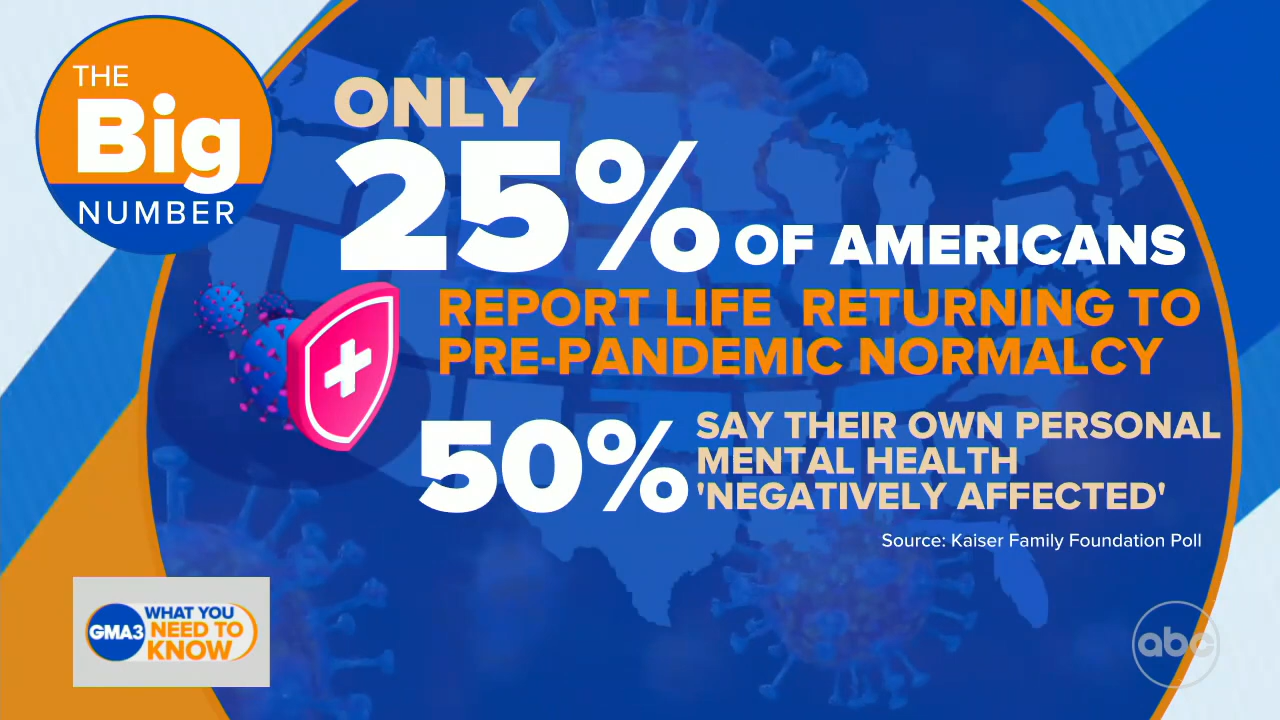 THE
Big
NUMBER
ONLY
25% OF AMERICANS
REPORT LIFE RETURNING TO
PRE-PANDEMIC NORMALCY
50% SAY THEIR OWN PERSONAL
MENTAL HEALTH
'NEGATIVELY AFFECTED'
Source: Kaiser Family Foundation Poll
GMA3 WHAT YOU
NEED TO
KNOW
abc